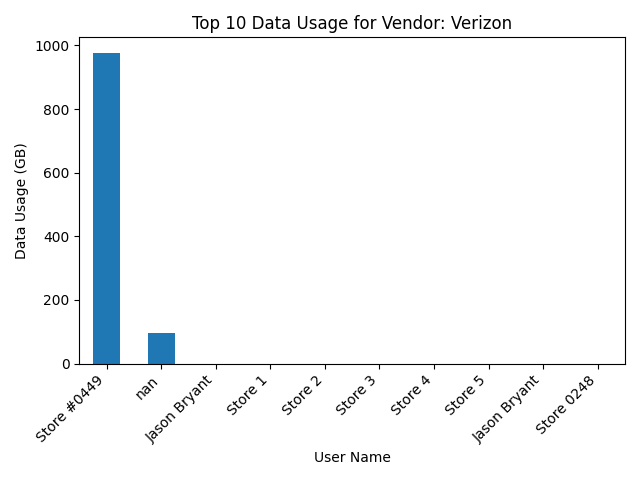 Top 10 Data Usage for Vendor: Verizon
Data Usage (GB)
1000
800
600
400
200
0
Store #0449
nan
Jason Bryant
Store 1
Store 2
Store 3
Store 4
Store 5
Jason Bryant
Store 0248
User Name